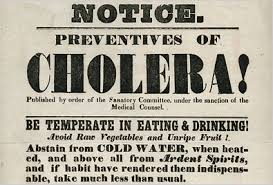 NOTICE.
PREVENTIVES OF
CHOLERA!
Published by order of the Sanatory Committee, under the sanction of the
Medical Counsel.
BE TEMPERATE IN EATING & DRINKING!
Avoid Raw Vegetables and Unripe Fruit !
Abstain from COLD WATER, when heat-
ed, and above all from Ardent Spirits,
and if habit have rendered them indispens-
able, take much less than usual.